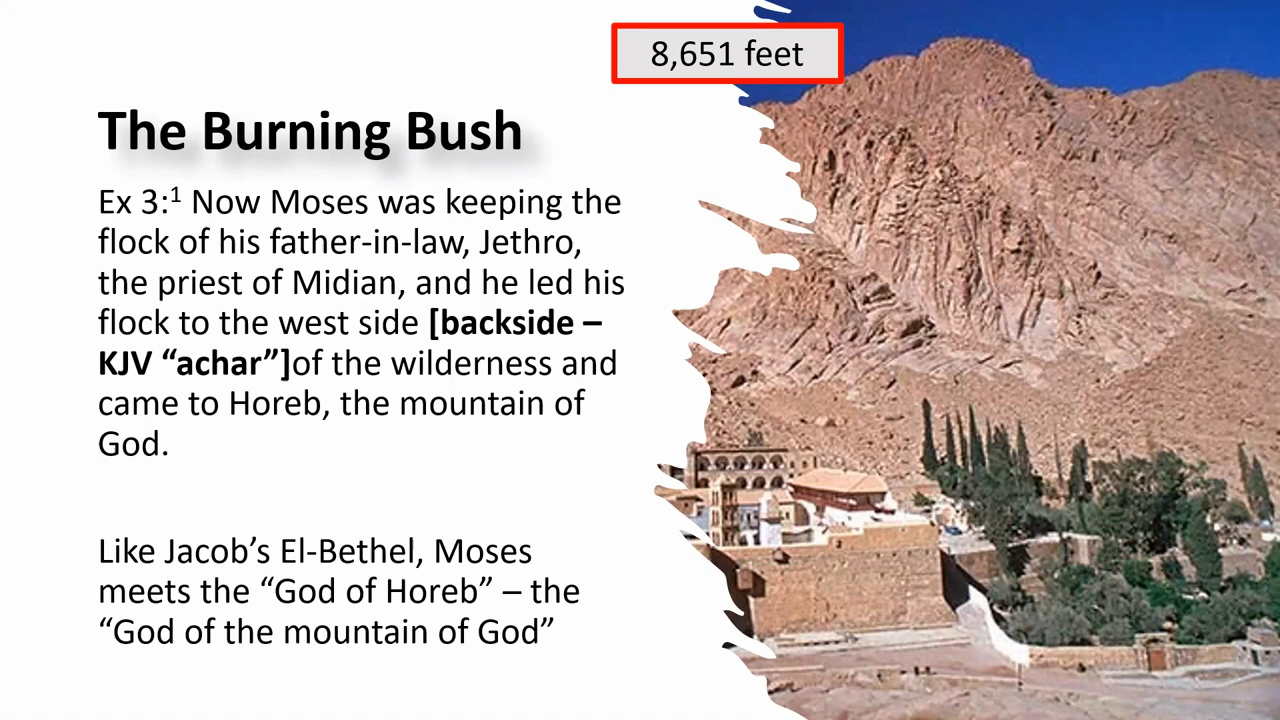 8,651 feet
The Burning Bush
Ex 3:¹ Now Moses was keeping the
flock of his father-in-law, Jethro,
the priest of Midian, and he led his
flock to the west side [backside –
KJV “achar”]of the wilderness and
came to Horeb, the mountain of
God.
Like Jacob’s El-Bethel, Moses
meets the “God of Horeb” – the
“God of the mountain of God”